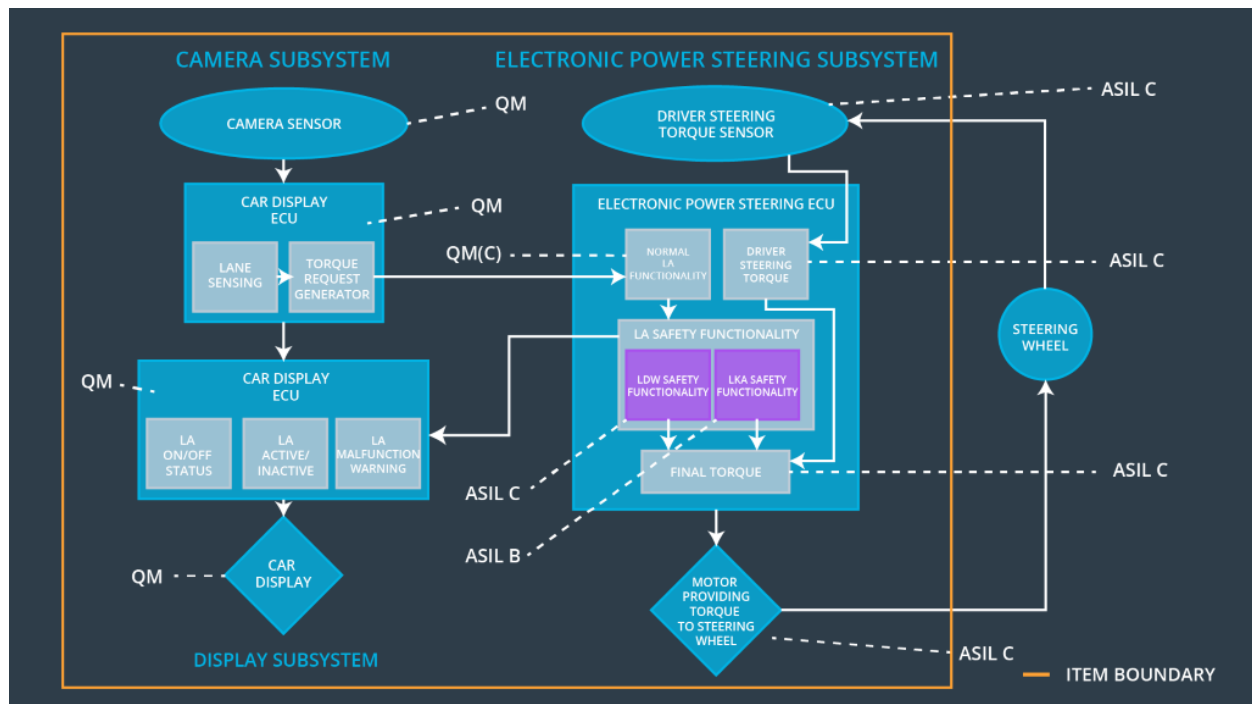 CAMERA SUBSYSTEM
ELECTRONIC POWER STEERING SUBSYSTEM
CAMERA SENSOR
QM
DRIVER STEERING
TORQUE SENSOR
ASIL C
CAR DISPLAY
ECU
QM
LANE
SENSING
TORQUE
REQUEST
GENERATOR
ELECTRONIC POWER STEERING ECU
QM(C)
NORMAL
LA
FUNCTIONALITY
DRIVER
STEERING
TORQUE
ASIL C
STEERING
WHEEL
LA SAFETY FUNCTIONALITY
LDW SAFETY
FUNCTIONALITY
LKA SAFETY
FUNCTIONALITY
QM
CAR DISPLAY
ECU
LA
ON/OFF
STATUS
LA
ACTIVE/
INACTIVE
LA
MALFUNCTION
WARNING
FINAL TORQUE
ASIL C
ASIL C
ASIL B
QM
CAR
DISPLAY
MOTOR
PROVIDING
TORQUE
TO STEERING
WHEEL
ASIL C
DISPLAY SUBSYSTEM
ITEM BOUNDARY